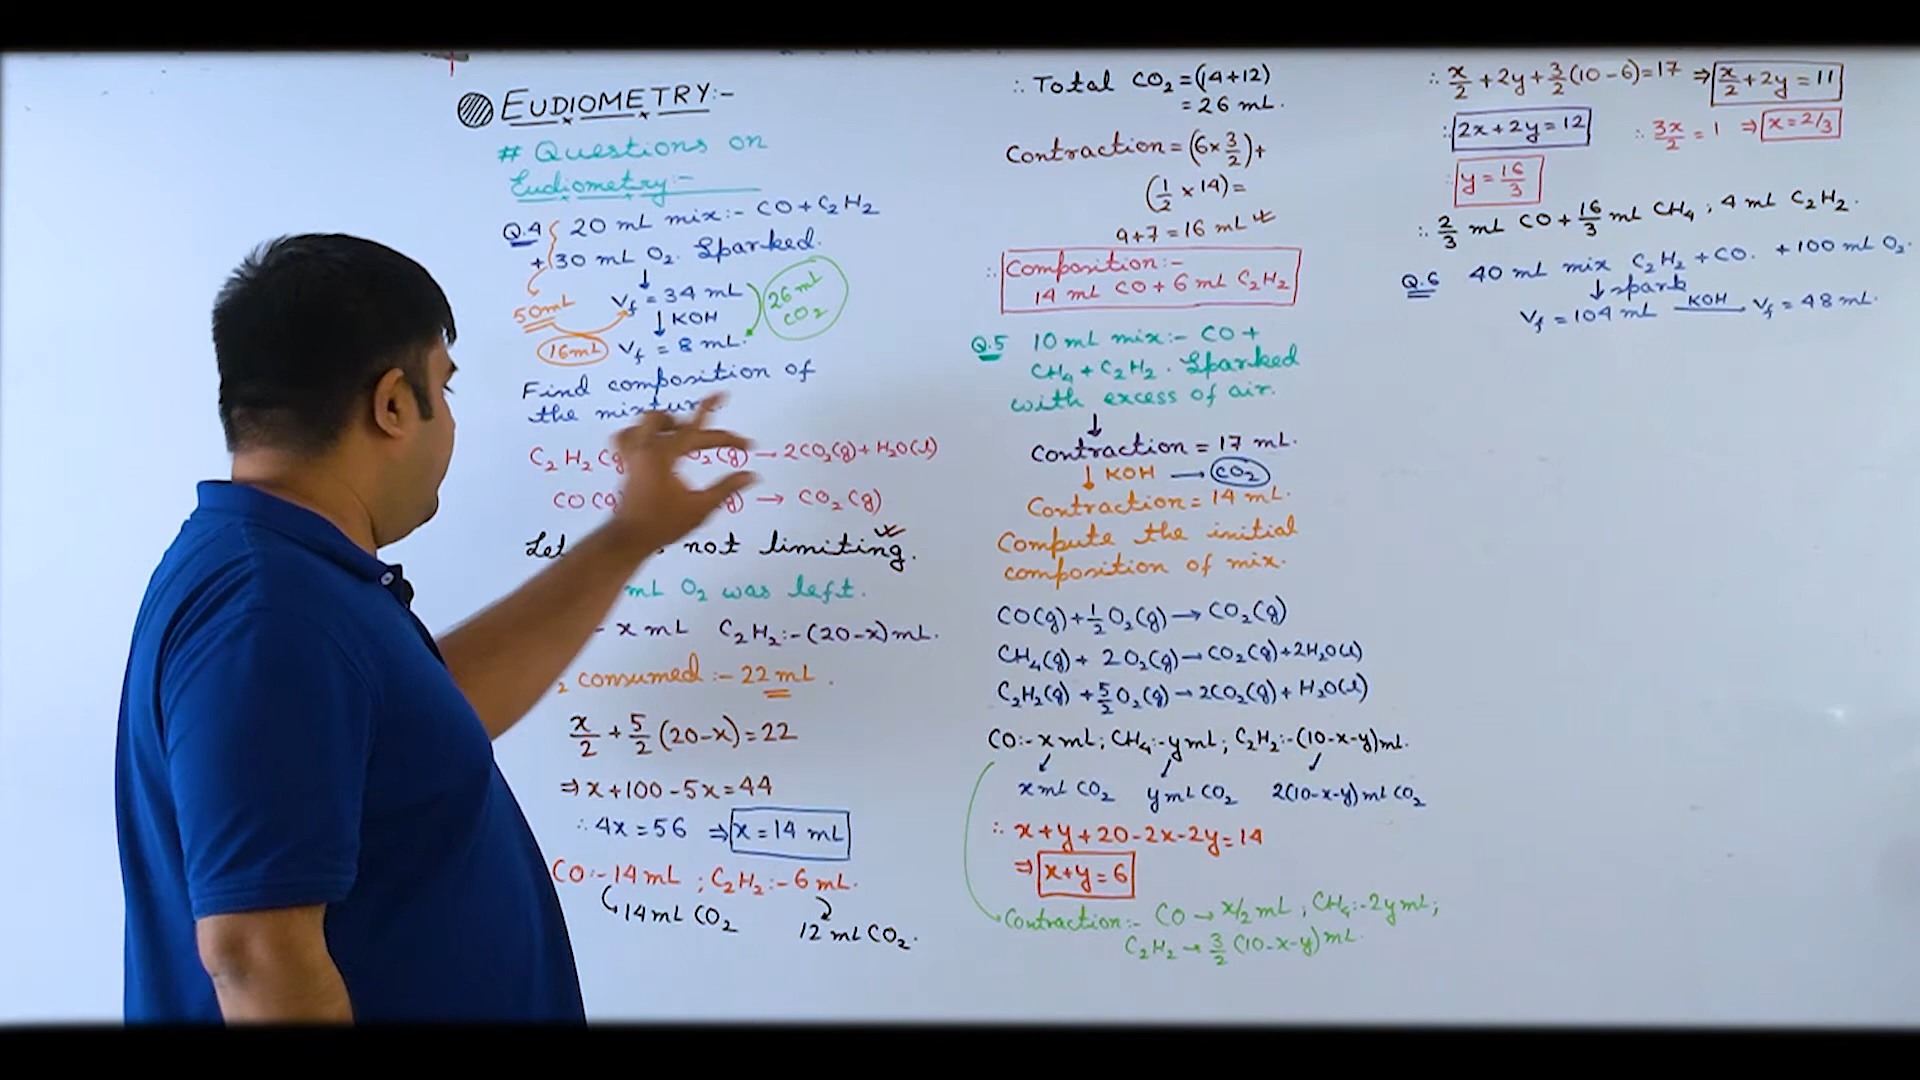 EUDIOMETRY:-
# Questions on
Eudiometry:-
Q.4 20 mL mix:- CO+C₂H₂
+ 30 mL O₂. Sparked.
↓
50mL V_f = 34 mL 26 mL CO₂
↓ KOH
16mL V_f = 8 mL.
Find composition of
the mixture.
C₂H₂(g) O₂(g) → 2CO₂(g)+H₂O(l)
CO(g) (g) → CO₂(g)
Let not limiting.
mL O₂ was left.
- x mL C₂H₂:-(20-x)mL.
₂ consumed:- 22 mL.
x/2 + 5/2 (20-x)=22
⇒ x+100-5x=44
∴ 4x=56 ⇒ x=14 mL
CO:-14mL ; C₂H₂:-6 mL.
14 mL CO₂ 12 mL CO₂.
∴ Total CO₂=(14+12)
= 26 mL.
Contraction=(6×3/2)+
(1/2 × 14)=
9+7=16 mL
∴ Composition:-
14 mL CO+6 mL C₂H₂
Q.5 10 mL mix:- CO +
CH₄ + C₂H₂. Sparked
with excess of air.
↓
Contraction = 17 mL.
↓ KOH → CO₂
Contraction = 14 mL.
Compute the initial
composition of mix.
CO(g)+1/2 O₂(g) → CO₂(g)
CH₄(g)+ 2O₂(g)→CO₂(g)+2H₂O(l)
C₂H₂(g) +5/2 O₂(g)→2CO₂(g)+ H₂O(l)
CO:-x mL; CH₄:-y mL; C₂H₂:-(10-x-y)mL.
x mL CO₂ y mL CO₂ 2(10-x-y)mL CO₂
∴ x+y+20-2x-2y=14
⇒ x+y=6
Contraction:- CO → x/2 mL ; CH₄:-2y mL;
C₂H₂ → 3/2 (10-x-y) mL.
∴ x/2 + 2y + 3/2 (10-6)=17 ⇒ x/2 + 2y = 11
∴ 2x+2y=12 ∴ 3x/2 = 1 ⇒ x=2/3
∴ y = 16/3
∴ 2/3 mL CO + 16/3 mL CH₄ ; 4 mL C₂H₂.
Q.6 40 mL mix C₂H₂+CO. +100 mL O₂
↓ spark
V_f = 104 mL KOH V_f = 48 mL.